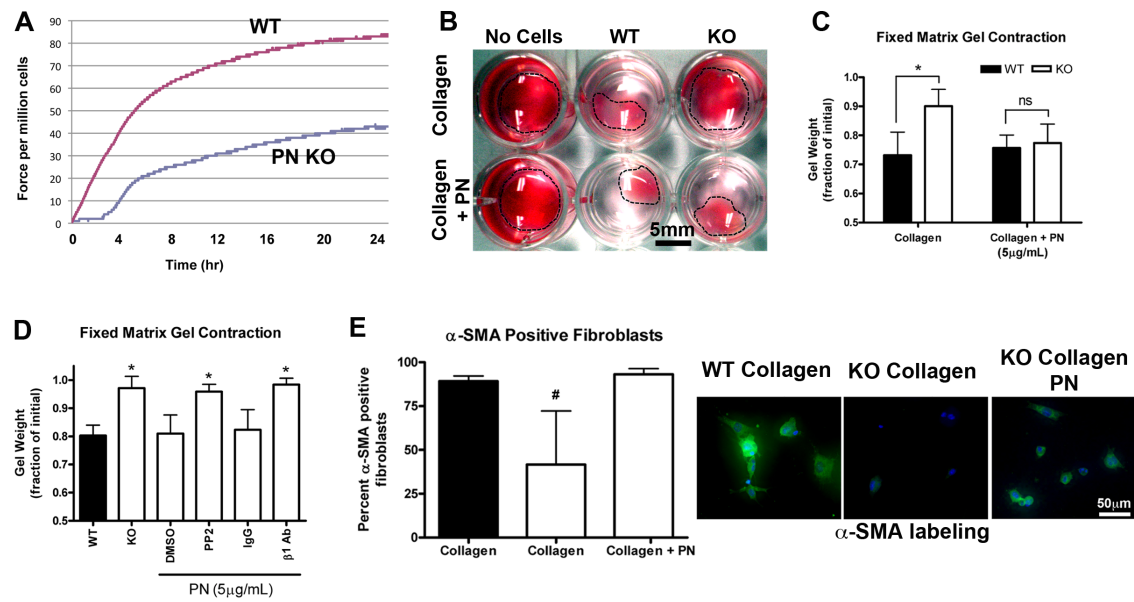 A
90
80
70
60
50
40
30
20
10
0
Force per million cells
WT
PN KO
0 4 8 12 16 20 24
Time (hr)
B
No Cells WT KO
Collagen
Collagen
+ PN
5mm
C
Fixed Matrix Gel Contraction
WT KO
1.0
0.9
0.8
0.7
0.6
0.5
Gel Weight
(fraction of initial)
*
ns
Collagen Collagen + PN
(5μg/mL)
D
Fixed Matrix Gel Contraction
1.0
0.9
0.8
0.7
0.6
0.5
Gel Weight
(fraction of initial)
* * *
WT KO DMSO PP2 IgG β1 Ab
PN (5μg/mL)
E
α-SMA Positive Fibroblasts
100
75
50
25
0
Percent α-SMA positive
fibroblasts
#
Collagen Collagen Collagen + PN
WT Collagen KO Collagen KO Collagen
PN
50μm
α-SMA labeling